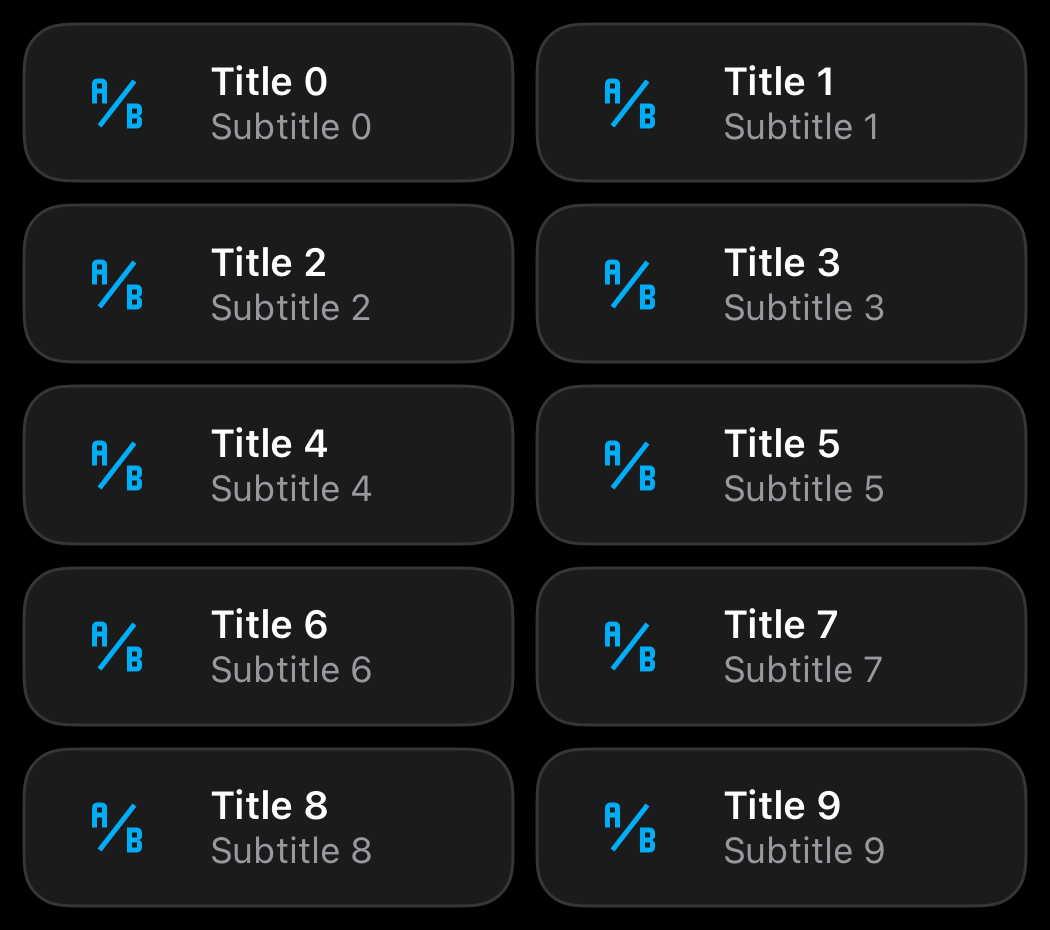 A/B
Title 0
Subtitle 0
A/B
Title 1
Subtitle 1
A/B
Title 2
Subtitle 2
A/B
Title 3
Subtitle 3
A/B
Title 4
Subtitle 4
A/B
Title 5
Subtitle 5
A/B
Title 6
Subtitle 6
A/B
Title 7
Subtitle 7
A/B
Title 8
Subtitle 8
A/B
Title 9
Subtitle 9